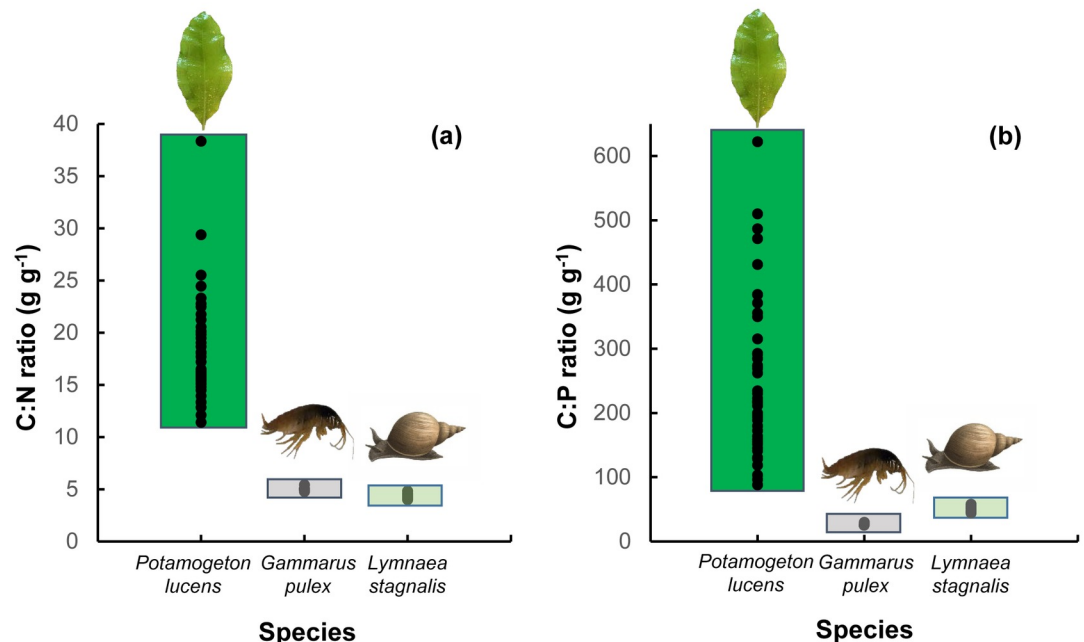 (a)
C:N ratio (g g⁻¹)
40
35
30
25
20
15
10
5
0
Potamogeton lucens
Gammarus pulex
Lymnaea stagnalis
Species
(b)
C:P ratio (g g⁻¹)
600
500
400
300
200
100
0
Potamogeton lucens
Gammarus pulex
Lymnaea stagnalis
Species